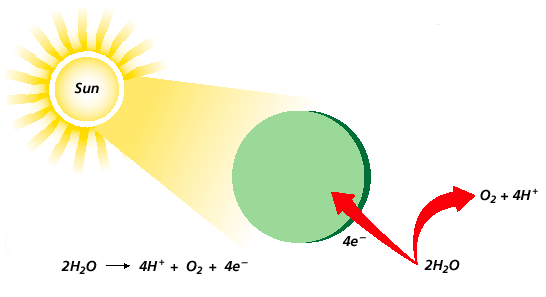 Sun
O₂ + 4H⁺
4e⁻
2H₂O
2H₂O → 4H⁺ + O₂ + 4e⁻